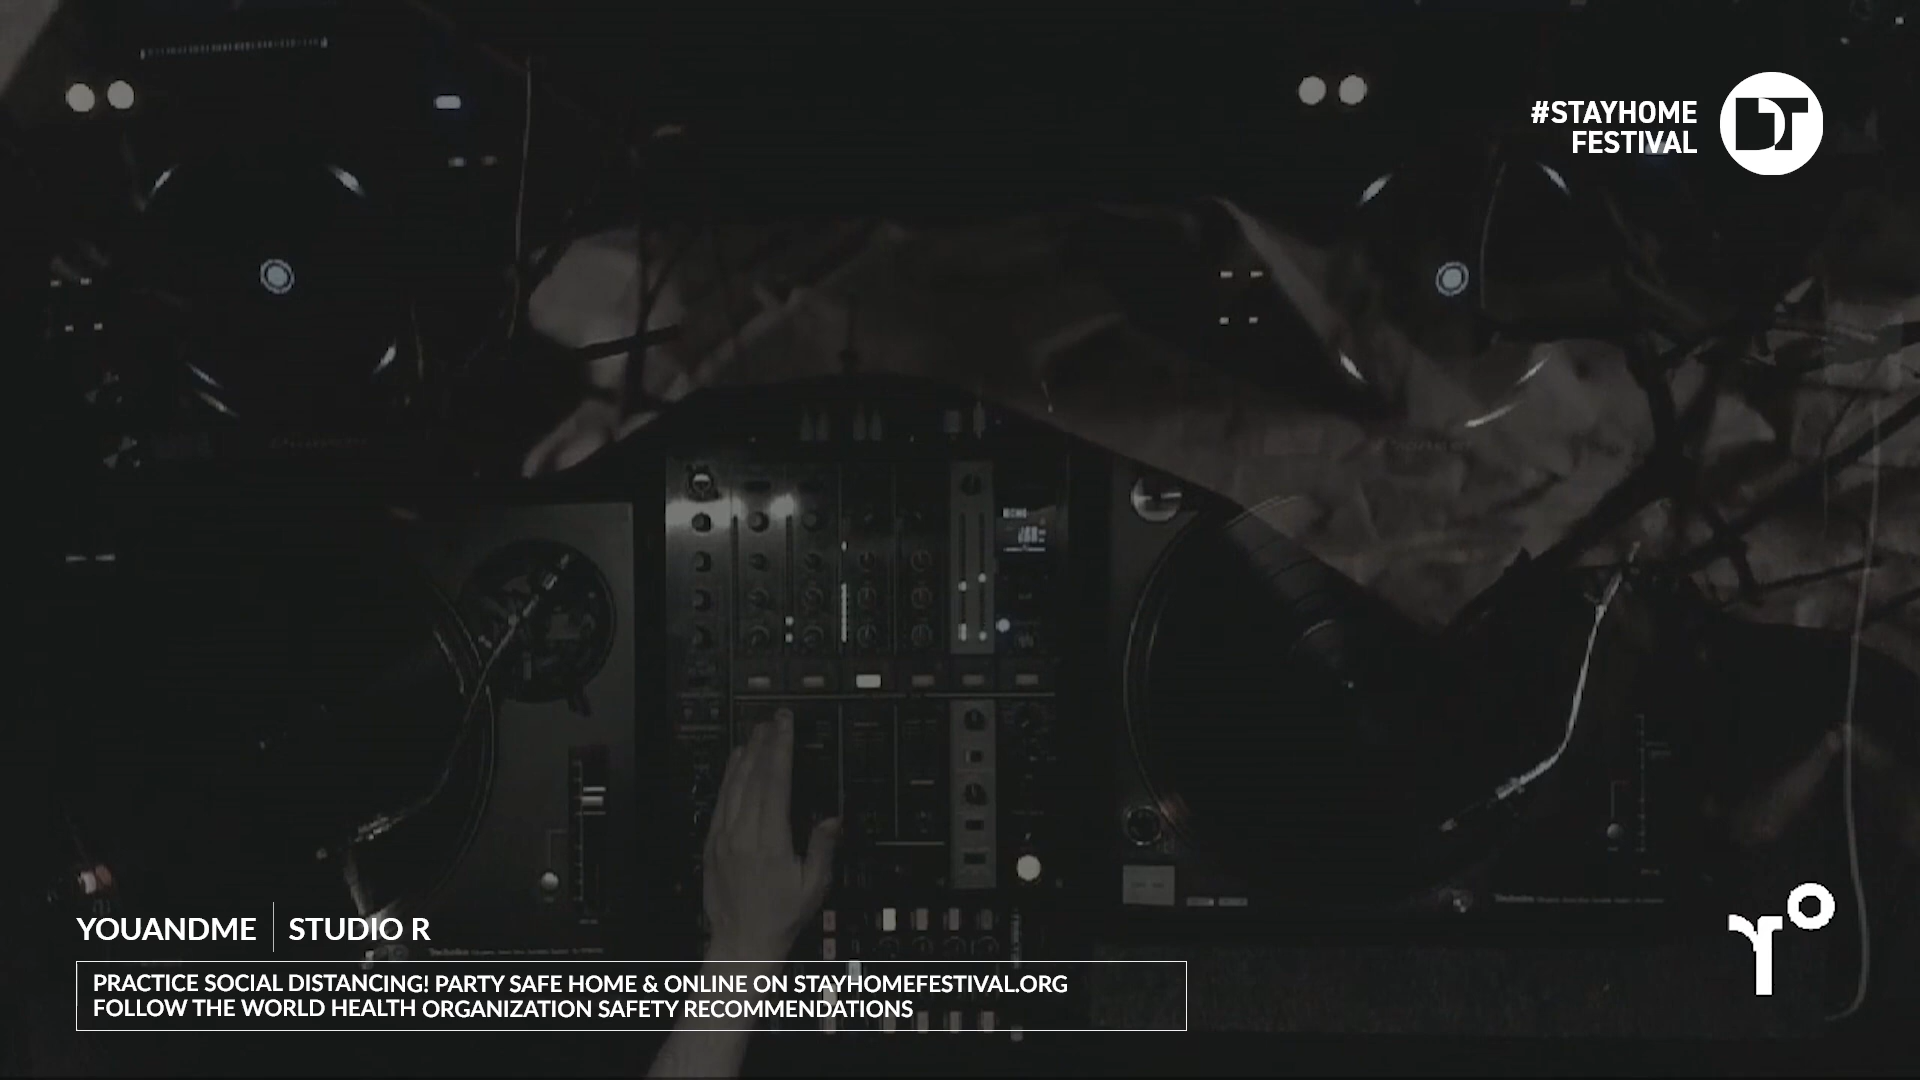 #STAYHOME
FESTIVAL
DT
YOUANDME | STUDIO R
PRACTICE SOCIAL DISTANCING! PARTY SAFE HOME & ONLINE ON STAYHOMEFESTIVAL.ORG
FOLLOW THE WORLD HEALTH ORGANIZATION SAFETY RECOMMENDATIONS
r°